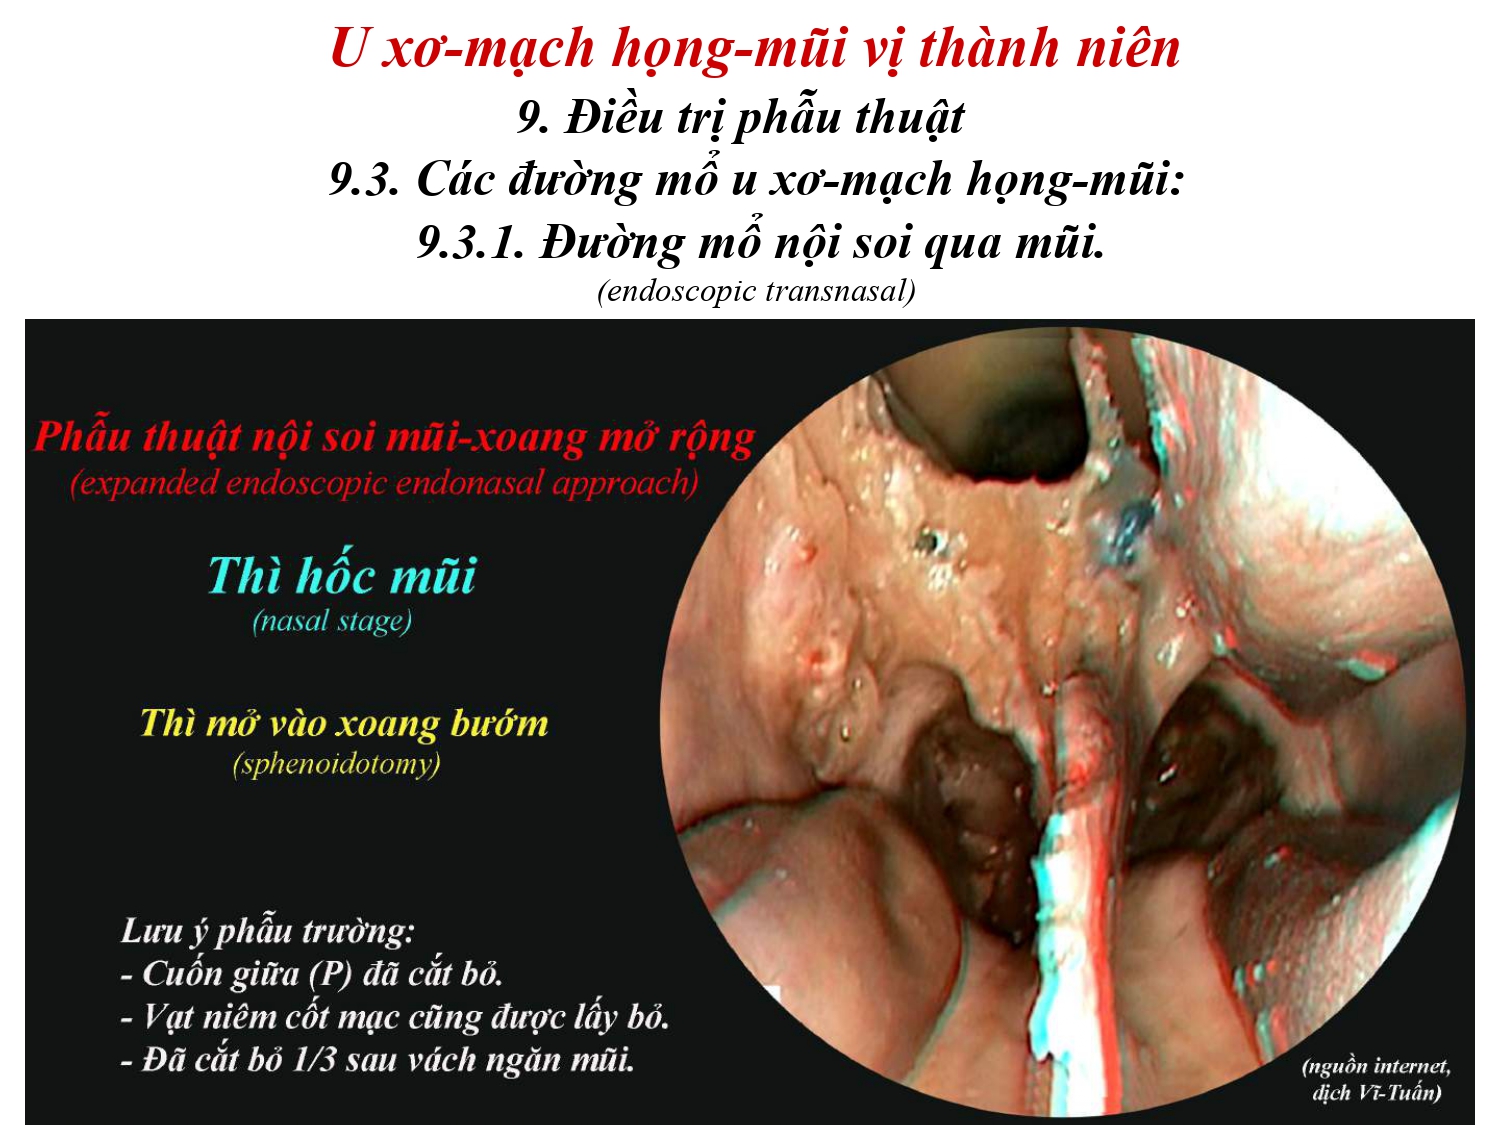 U xơ-mạch họng-mũi vị thành niên
9. Điều trị phẫu thuật
9.3. Các đường mổ u xơ-mạch họng-mũi:
9.3.1. Đường mổ nội soi qua mũi.
(endoscopic transnasal)
Phẫu thuật nội soi mũi-xoang mở rộng
(expanded endoscopic endonasal approach)
Thì hốc mũi
(nasal stage)
Thì mở vào xoang bướm
(sphenoidotomy)
Lưu ý phẫu trường:
- Cuốn giữa (P) đã cắt bỏ.
- Vạt niêm cốt mạc cũng được lấy bỏ.
- Đã cắt bỏ 1/3 sau vách ngăn mũi.
(nguồn internet,
dịch Vĩ-Tuấn)